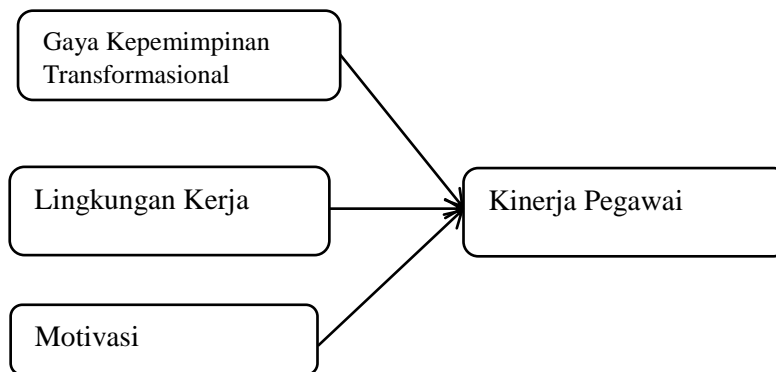 Gaya Kepemimpinan
Transformasional
Lingkungan Kerja
Kinerja Pegawai
Motivasi